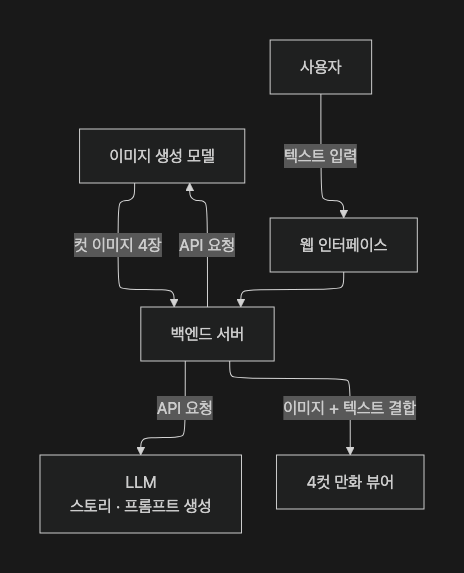 사용자
텍스트 입력
이미지 생성 모델
컷 이미지 4장
API 요청
웹 인터페이스
백엔드 서버
API 요청
이미지 + 텍스트 결합
LLM
스토리 · 프롬프트 생성
4컷 만화 뷰어